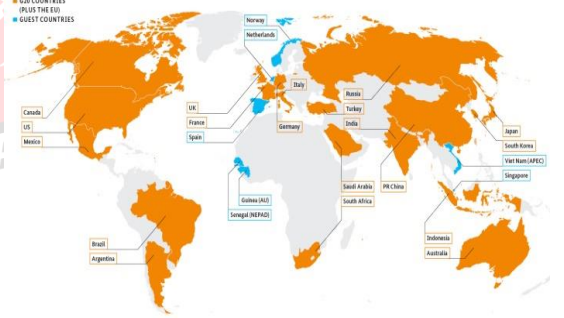 G20 COUNTRIES
(PLUS THE EU)
GUEST COUNTRIES
Norway
Netherlands
Italy
Russia
Canada
US
Mexico
UK
France
Spain
Germany
Turkey
India
Japan
South Korea
Viet Nam (APEC)
Singapore
Guinea (AU)
Senegal (NEPAD)
Saudi Arabia
South Africa
PR China
Brazil
Argentina
Indonesia
Australia